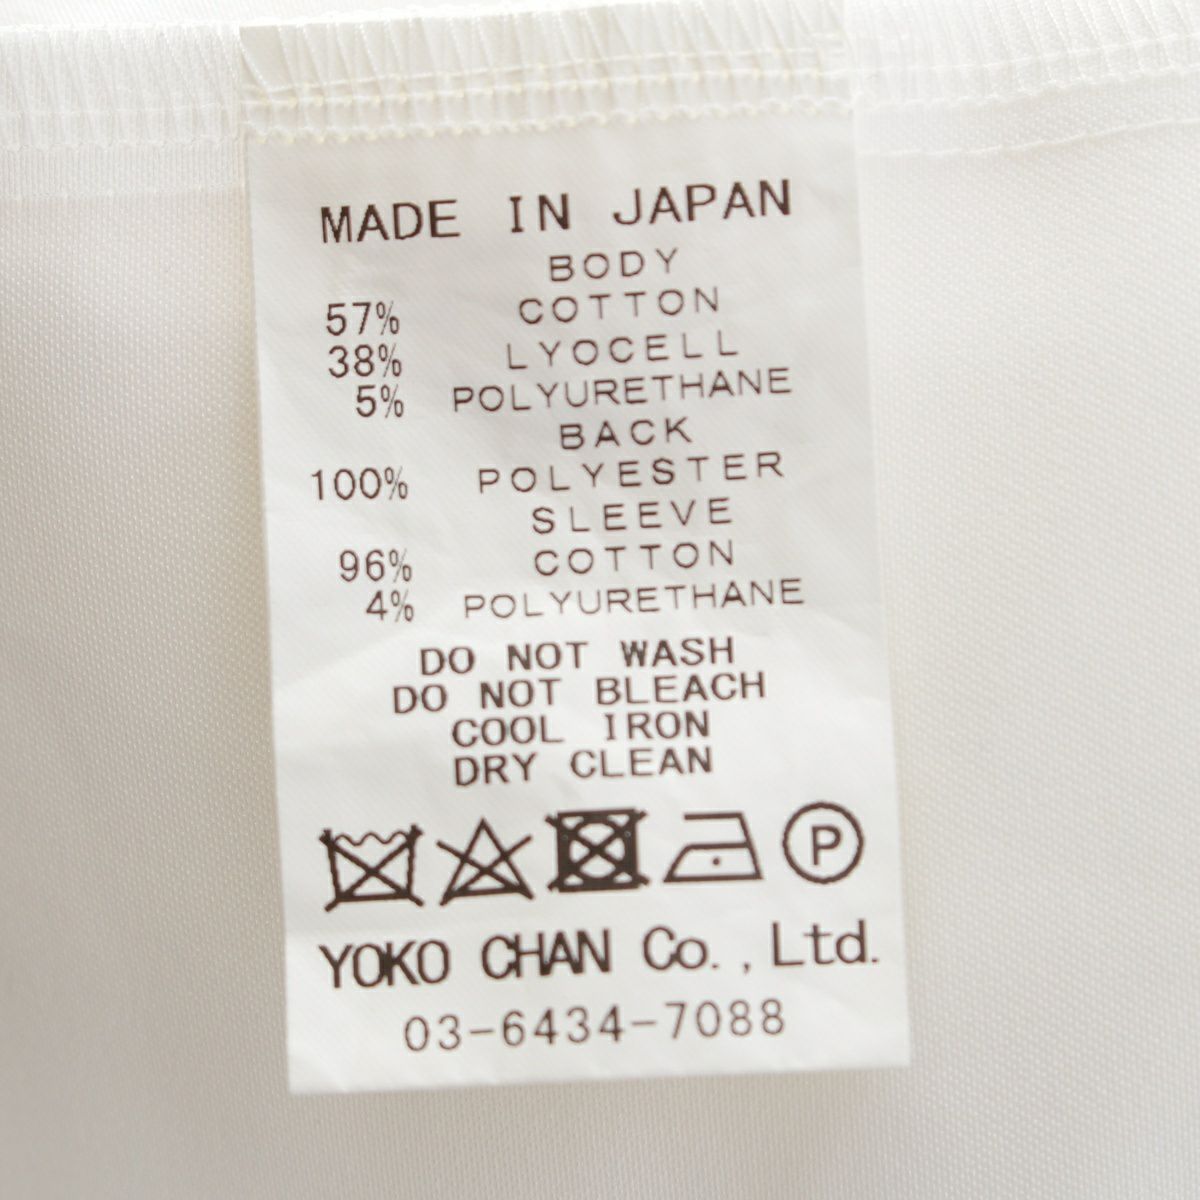 MADE IN JAPAN
BODY
57% COTTON
38% LYOCELL
5% POLYURETHANE
BACK
100% POLYESTER
SLEEVE
96% COTTON
4% POLYURETHANE
DO NOT WASH
DO NOT BLEACH
COOL IRON
DRY CLEAN
P
YOKO CHAN Co., Ltd.
03-6434-7088